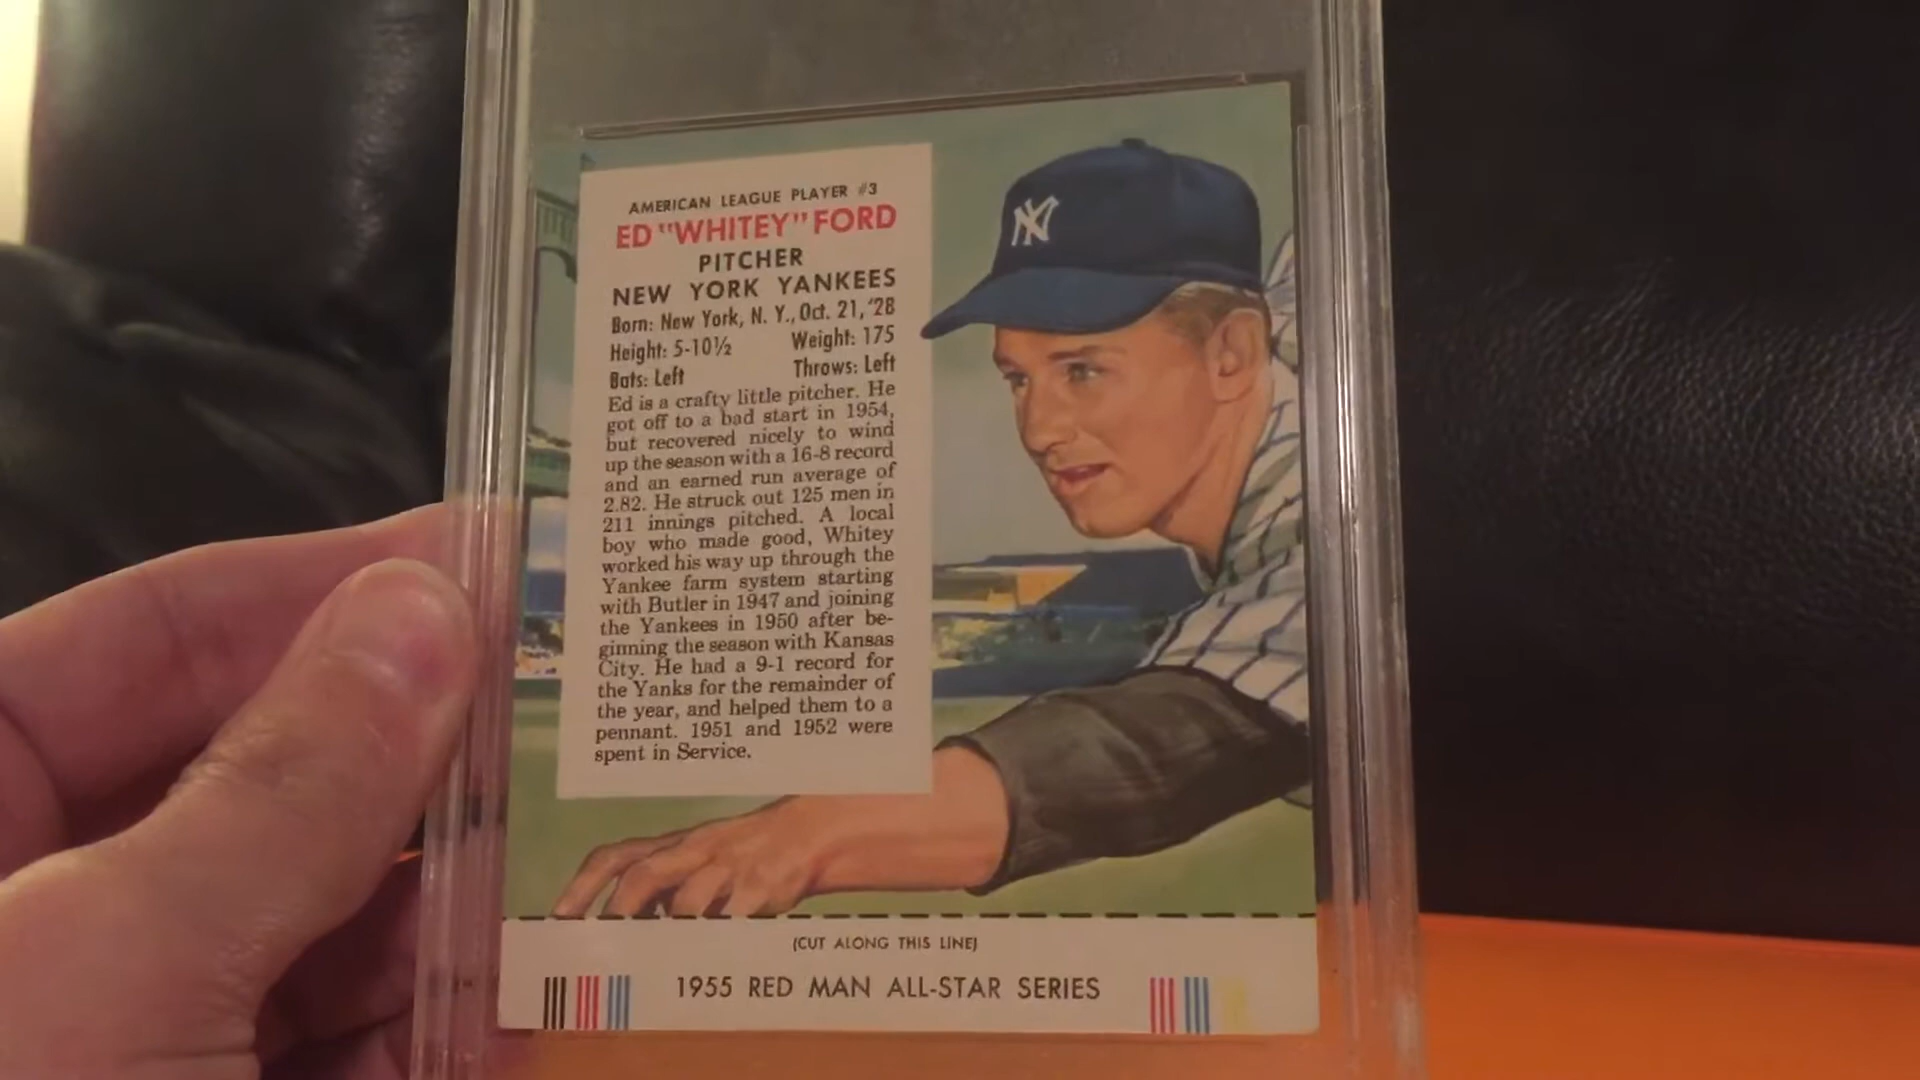 AMERICAN LEAGUE PLAYER #3
ED "WHITEY" FORD
PITCHER
NEW YORK YANKEES
Born: New York, N. Y., Oct. 21, '28
Height: 5-10½ Weight: 175
Bats: Left Throws: Left
Ed is a crafty little pitcher. He
got off to a bad start in 1954,
but recovered nicely to wind
up the season with a 16-8 record
and an earned run average of
2.82. He struck out 125 men in
211 innings pitched. A local
boy who made good, Whitey
worked his way up through the
Yankee farm system starting
with Butler in 1947 and joining
the Yankees in 1950 after be-
ginning the season with Kansas
City. He had a 9-1 record for
the Yanks for the remainder of
the year, and helped them to a
pennant. 1951 and 1952 were
spent in Service.
NY
(CUT ALONG THIS LINE)
1955 RED MAN ALL-STAR SERIES